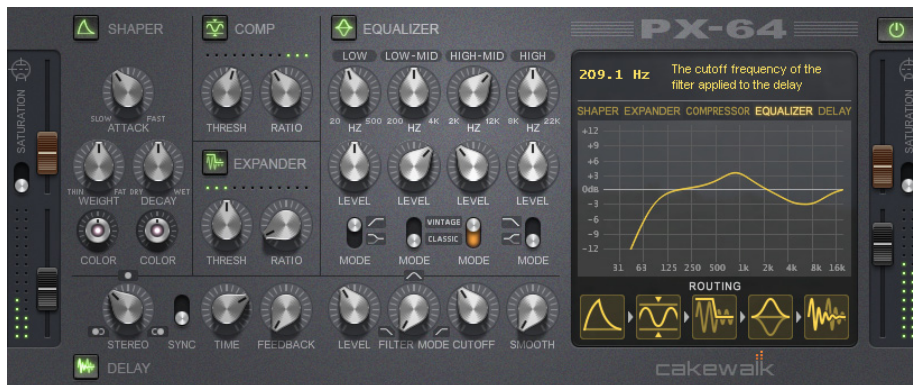 SHAPER
COMP
EQUALIZER
PX-64
LOW
LOW-MID
HIGH-MID
HIGH
209.1 Hz
The cutoff frequency of the
filter applied to the delay
SATURATION
SLOW
FAST
ATTACK
THRESH
RATIO
20
HZ
500
200
HZ
4K
2K
HZ
12K
8K
HZ
22K
SHAPER EXPANDER COMPRESSOR EQUALIZER DELAY
SATURATION
EXPANDER
+12
+9
+6
+3
0dB
-3
-6
-9
-12
31 63 125 250 500 1k 2k 4k 8k 16k
THIN
FAT
DRY
WET
WEIGHT
DECAY
LEVEL
LEVEL
LEVEL
LEVEL
VINTAGE
CLASSIC
COLOR
COLOR
THRESH
RATIO
MODE
MODE
MODE
MODE
ROUTING
STEREO
SYNC
TIME
FEEDBACK
LEVEL
FILTER MODE
CUTOFF
SMOOTH
DELAY
cakewalk